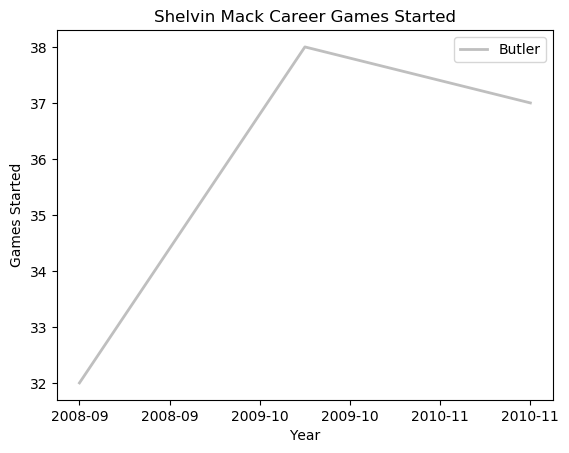 Shelvin Mack Career Games Started
Butler
Games Started
38
37
36
35
34
33
32
2008-09 2008-09 2009-10 2009-10 2010-11 2010-11
Year